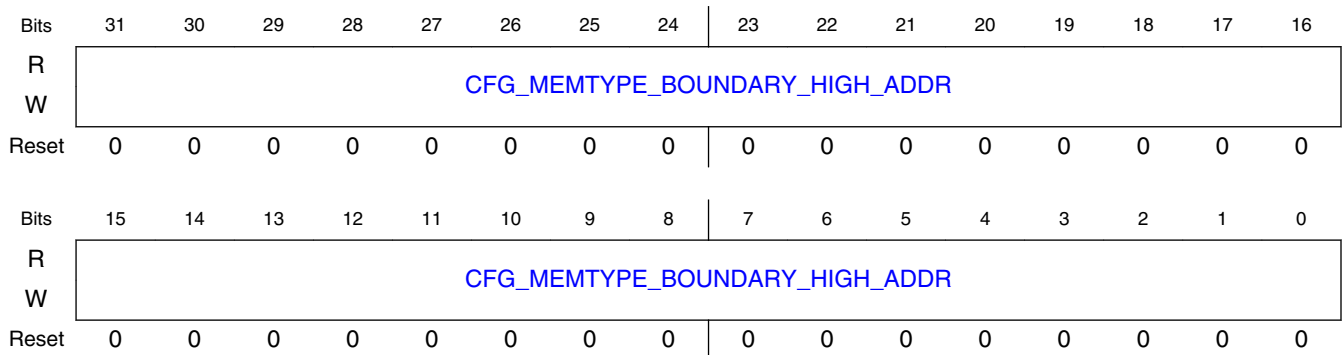 Bits 31 30 29 28 27 26 25 24 23 22 21 20 19 18 17 16
R
CFG_MEMTYPE_BOUNDARY_HIGH_ADDR
W
Reset 0 0 0 0 0 0 0 0 0 0 0 0 0 0 0 0
Bits 15 14 13 12 11 10 9 8 7 6 5 4 3 2 1 0
R
CFG_MEMTYPE_BOUNDARY_HIGH_ADDR
W
Reset 0 0 0 0 0 0 0 0 0 0 0 0 0 0 0 0